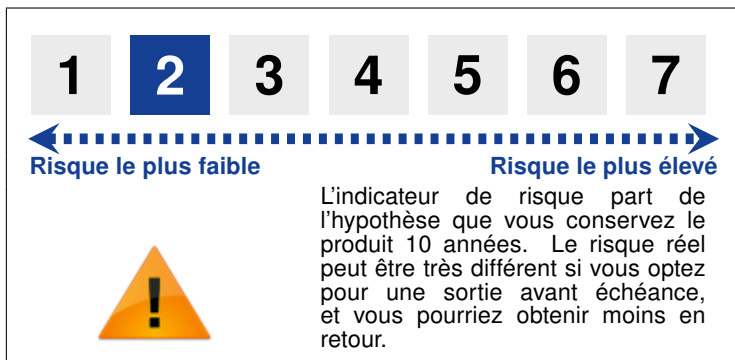 1 2 3 4 5 6 7
Risque le plus faible Risque le plus élevé
L'indicateur de risque part de
l'hypothèse que vous conservez le
produit 10 années. Le risque réel
peut être très différent si vous optez
pour une sortie avant échéance,
et vous pourriez obtenir moins en
retour.